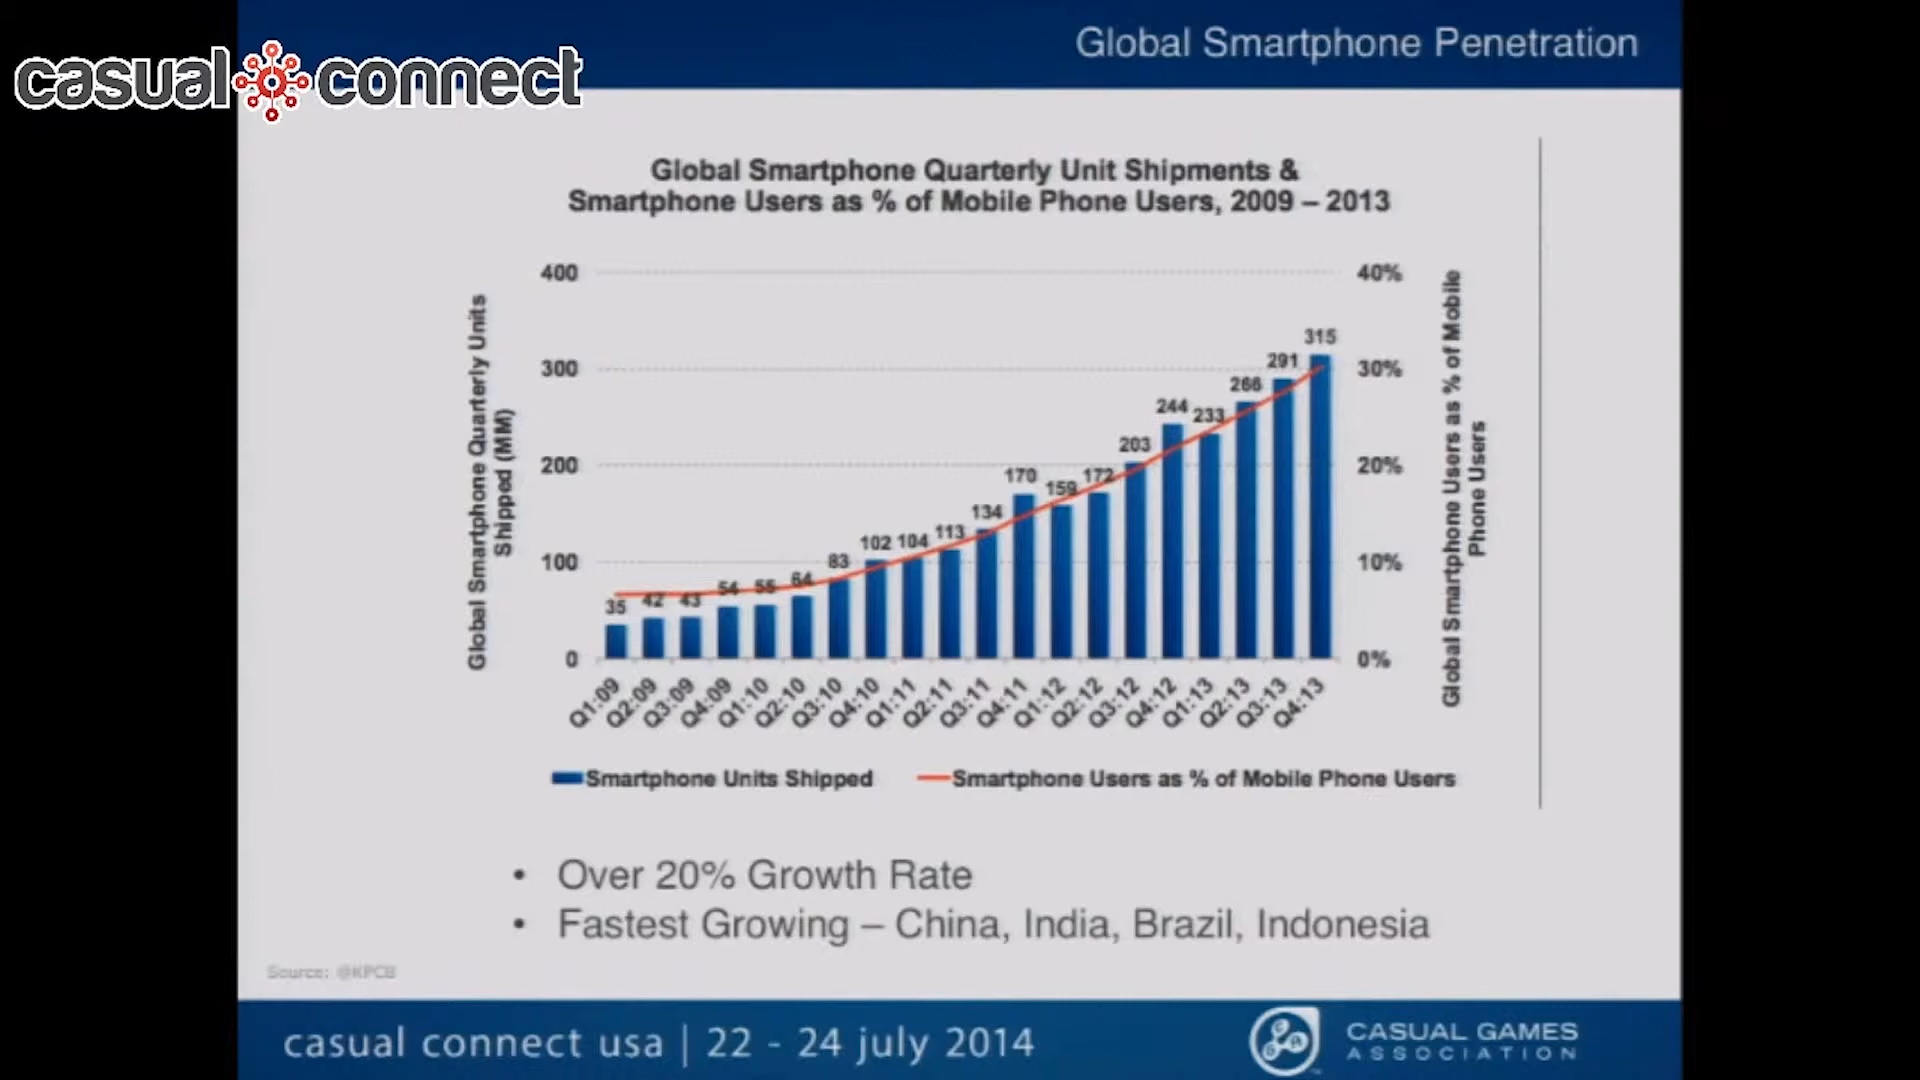 Global Smartphone Penetration
casual connect
Global Smartphone Quarterly Unit Shipments &
Smartphone Users as % of Mobile Phone Users, 2009 – 2013
Global Smartphone Quarterly Units
Shipped (MM)
400
300
200
100
0
35
42
43
54
55
64
83
102
104
113
134
170
159
172
203
244
233
266
291
315
40%
30%
20%
10%
0%
Global Smartphone Users as % of Mobile
Phone Users
Q1:09
Q2:09
Q3:09
Q4:09
Q1:10
Q2:10
Q3:10
Q4:10
Q1:11
Q2:11
Q3:11
Q4:11
Q1:12
Q2:12
Q3:12
Q4:12
Q1:13
Q2:13
Q3:13
Q4:13
Smartphone Units Shipped
Smartphone Users as % of Mobile Phone Users
• Over 20% Growth Rate
• Fastest Growing – China, India, Brazil, Indonesia
Source: @KPCB
casual connect usa | 22 - 24 july 2014
CASUAL GAMES
ASSOCIATION